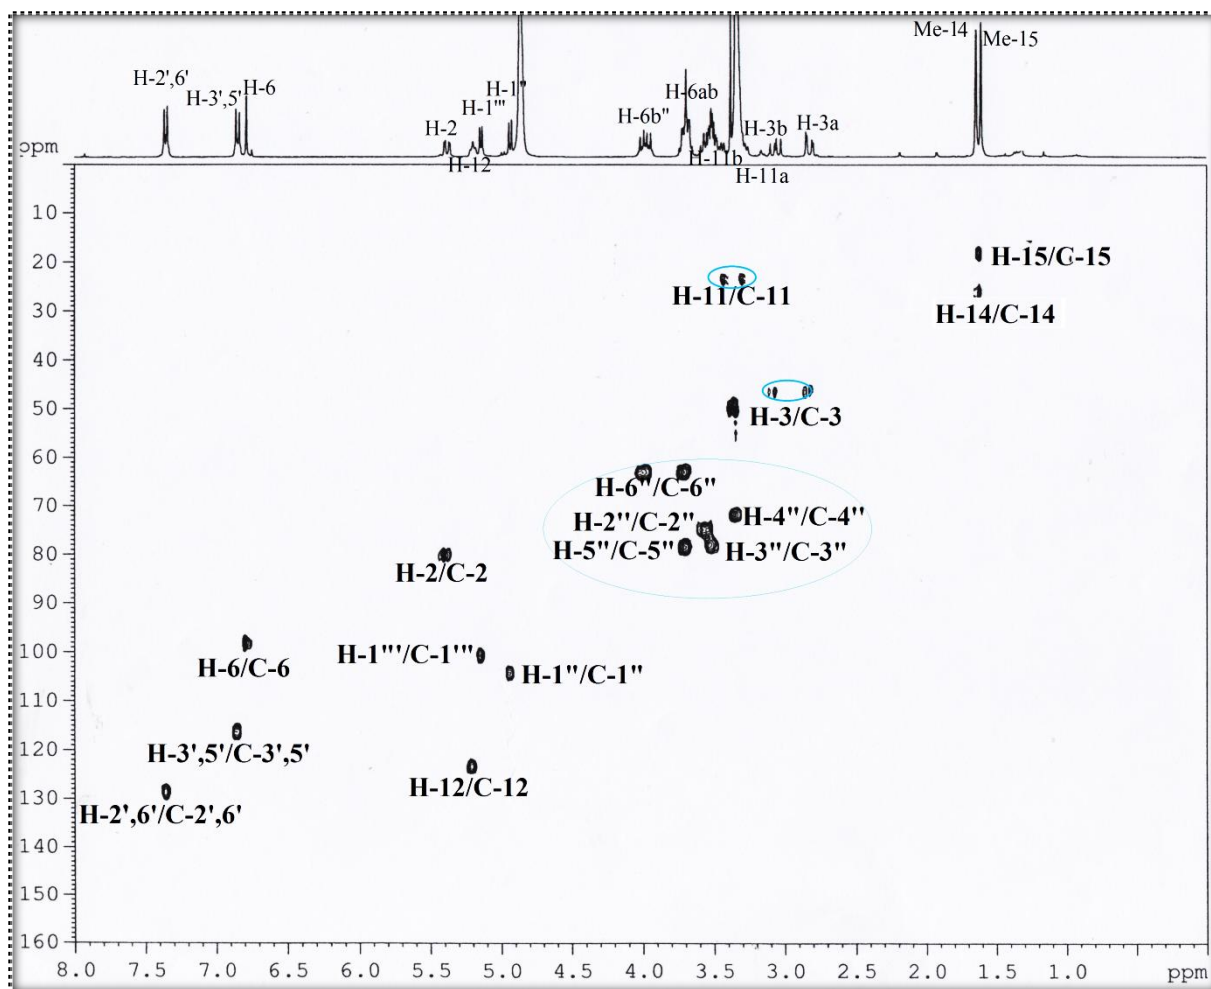 Me-14
Me-15
H-2',6'
H-3',5'
H-6
H-1"
H-1'''
H-2
H-12
H-6b"
H-6ab
H-11b
H-3b
H-11a
H-3a
ppm
10
20
30
40
50
60
70
80
90
100
110
120
130
140
150
160
H-15/C-15
H-11/C-11
H-14/C-14
H-3/C-3
H-6"/C-6"
H-2"/C-2"
H-4"/C-4"
H-5"/C-5"
H-3"/C-3"
H-2/C-2
H-6/C-6
H-1'''/C-1'''
H-1"/C-1"
H-3',5'/C-3',5'
H-12/C-12
H-2',6'/C-2',6'
8.0 7.5 7.0 6.5 6.0 5.5 5.0 4.5 4.0 3.5 3.0 2.5 2.0 1.5 1.0 ppm